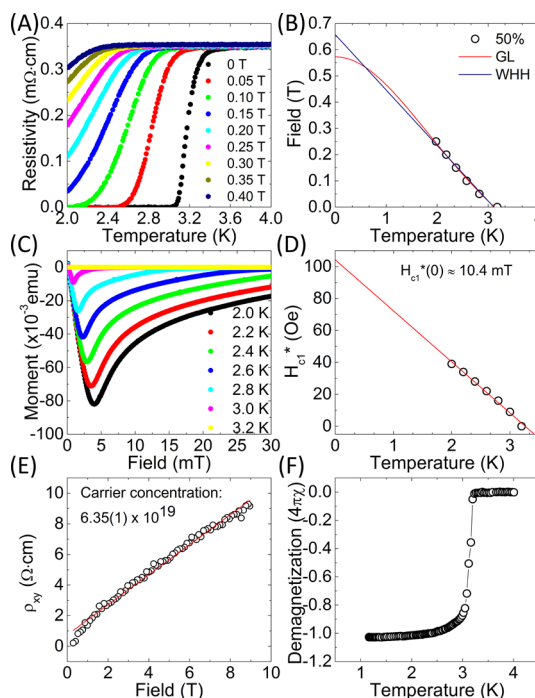 (A)
Resistivity (mΩ·cm)
0.4
0.3
0.2
0.1
0.0
2.0 2.4 2.8 3.2 3.6 4.0
Temperature (K)
0 T
0.05 T
0.10 T
0.15 T
0.20 T
0.25 T
0.30 T
0.35 T
0.40 T
(B)
Field (T)
0.7
0.6
0.5
0.4
0.3
0.2
0.1
0.0
0 1 2 3 4
Temperature (K)
50%
GL
WHH
(C)
Moment (x10⁻³emu)
0
-20
-40
-60
-80
-100
0 5 10 15 20 25 30
Field (mT)
2.0 K
2.2 K
2.4 K
2.6 K
2.8 K
3.0 K
3.2 K
(D)
Hc1* (Oe)
100
80
60
40
20
0
0 1 2 3
Temperature (K)
Hc1*(0) ≈ 10.4 mT
(E)
ρxy (Ω·cm)
10
8
6
4
2
0
0 2 4 6 8 10
Field (T)
Carrier concentration:
6.35(1) x 10¹⁹
(F)
Demagnetization (4πχ)
0.0
-0.2
-0.4
-0.6
-0.8
-1.0
-1.2
1 2 3 4
Temperature (K)